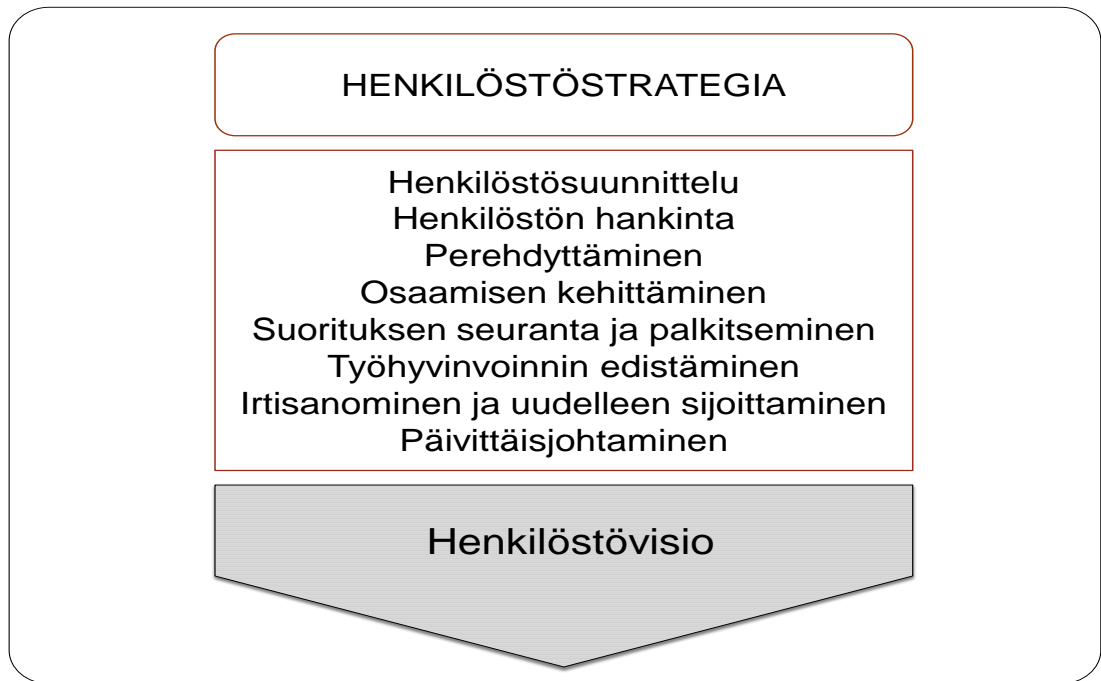 HENKILÖSTÖSTRATEGIA
Henkilöstösuunnittelu
Henkilöstön hankinta
Perehdyttäminen
Osaamisen kehittäminen
Suorituksen seuranta ja palkitseminen
Työhyvinvoinnin edistäminen
Irtisanominen ja uudelleen sijoittaminen
Päivittäisjohtaminen
Henkilöstövisio